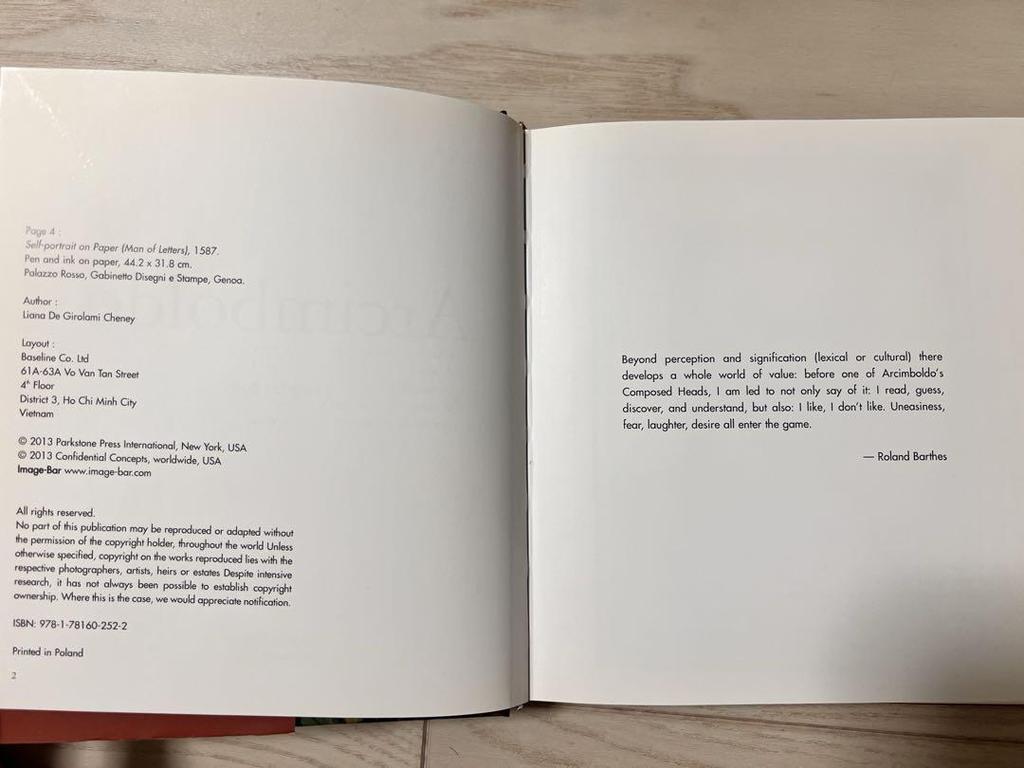 Page 4 :
Self-portrait on Paper (Man of Letters), 1587.
Pen and ink on paper, 44.2 x 31.8 cm.
Palazzo Rosso, Gabinetto Disegni e Stampe, Genoa.
Author :
Liana De Girolami Cheney
Layout :
Baseline Co. Ltd
61A-63A Vo Van Tan Street
4th Floor
District 3, Ho Chi Minh City
Vietnam
© 2013 Parkstone Press International, New York, USA
© 2013 Confidential Concepts, worldwide, USA
Image-Bar www.image-bar.com
All rights reserved.
No part of this publication may be reproduced or adapted without
the permission of the copyright holder, throughout the world Unless
otherwise specified, copyright on the works reproduced lies with the
respective photographers, artists, heirs or estates Despite intensive
research, it has not always been possible to establish copyright
ownership. Where this is the case, we would appreciate notification.
ISBN: 978-1-78160-252-2
Printed in Poland
2
Beyond perception and signification (lexical or cultural) there
develops a whole world of value: before one of Arcimboldo's
Composed Heads, I am led to not only say of it: I read, guess,
discover, and understand, but also: I like, I don't like. Uneasiness,
fear, laughter, desire all enter the game.
— Roland Barthes